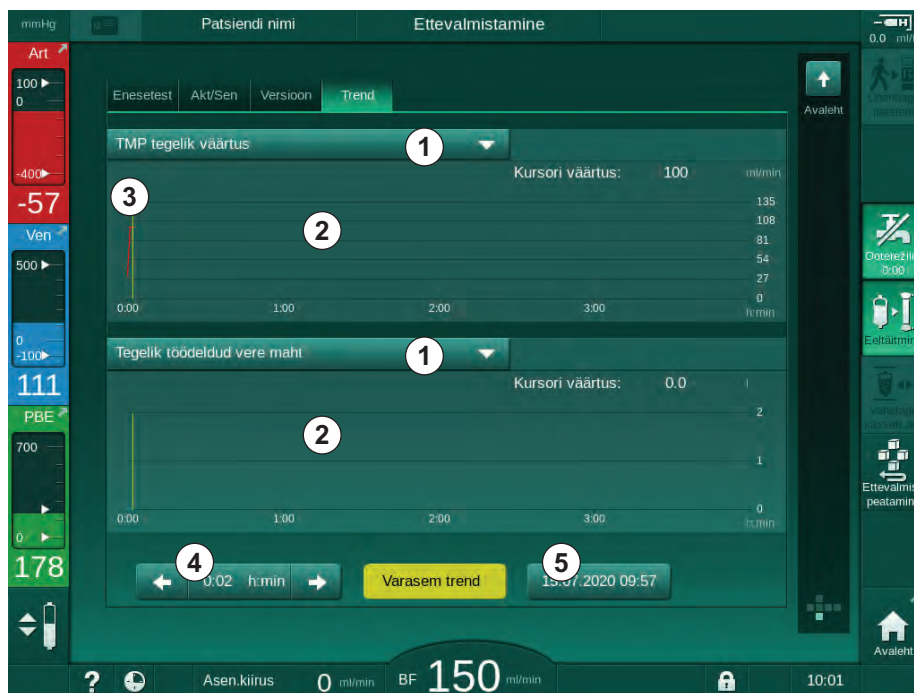 mmHg
Patsiendi nimi
Ettevalmistamine
0.0 ml/
Art
100
0
-400
-57
Ven
500
0
-100
111
PBE
700
0
178
Enesetest Akt/Sen Versioon Trend
Avaleht
TMP tegelik väärtus
1
Kursori väärtus: 100 ml/min
3
2
135
108
81
54
27
0
0:00 1:00 2:00 3:00 h:min
Tegelik töödeldud vere maht
1
Kursori väärtus: 0.0 l
2
2
1
0
0:00 1:00 2:00 3:00 h:min
4
0:02 h:min
Varasem trend
5
15.07.2020 09:57
Ooterežiim
0:00
Eeltäitmin
Ettevalmis
peatamin
Avaleht
?
Asen.kiirus 0 ml/min
BF 150 ml/min
10:01